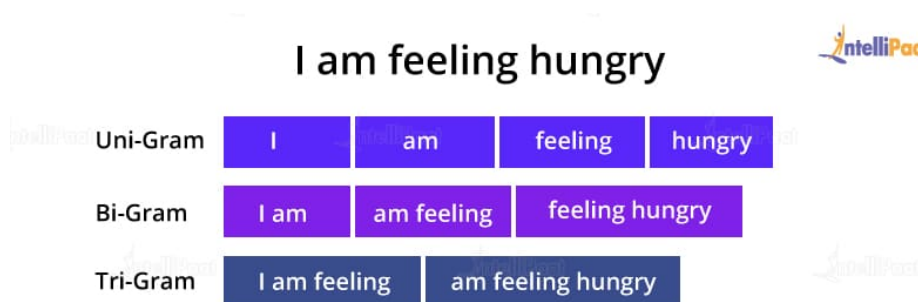 IntelliPaat
I am feeling hungry
Uni-Gram I am feeling hungry
Bi-Gram I am am feeling feeling hungry
Tri-Gram I am feeling am feeling hungry